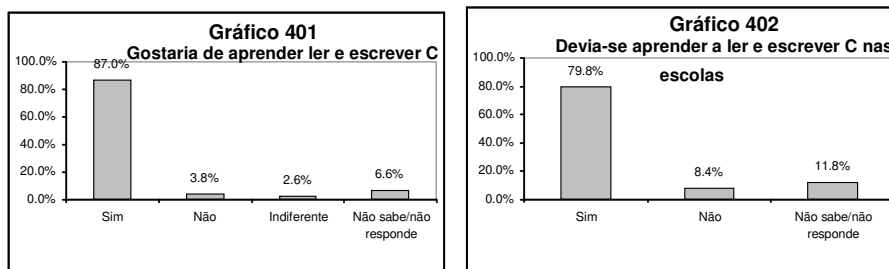 Gráfico 401
Gostaria de aprender ler e escrever C
100.0%
80.0%
60.0%
40.0%
20.0%
0.0%
87.0%
3.8%
2.6%
6.6%
Sim
Não
Indiferente
Não sabe/não
responde
Gráfico 402
Devia-se aprender a ler e escrever C nas
escolas
100.0%
80.0%
60.0%
40.0%
20.0%
0.0%
79.8%
8.4%
11.8%
Sim
Não
Não sabe/não
responde